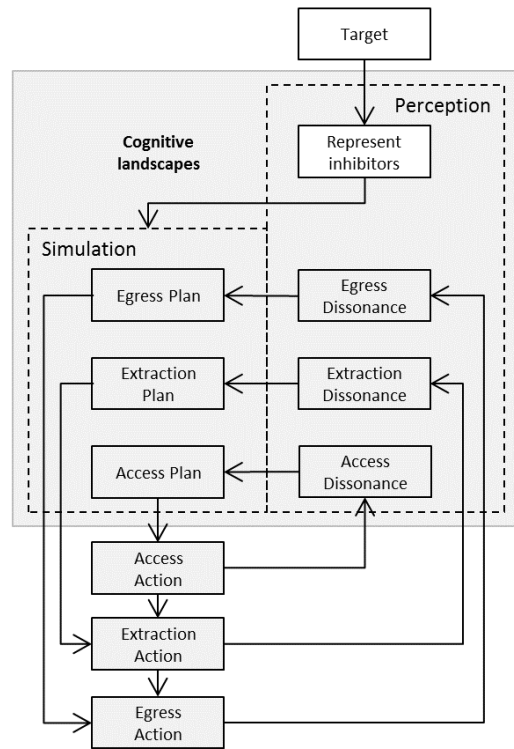 Target
Perception
Cognitive
landscapes
Represent
inhibitors
Simulation
Egress Plan
Egress
Dissonance
Extraction
Plan
Extraction
Dissonance
Access Plan
Access
Dissonance
Access
Action
Extraction
Action
Egress
Action